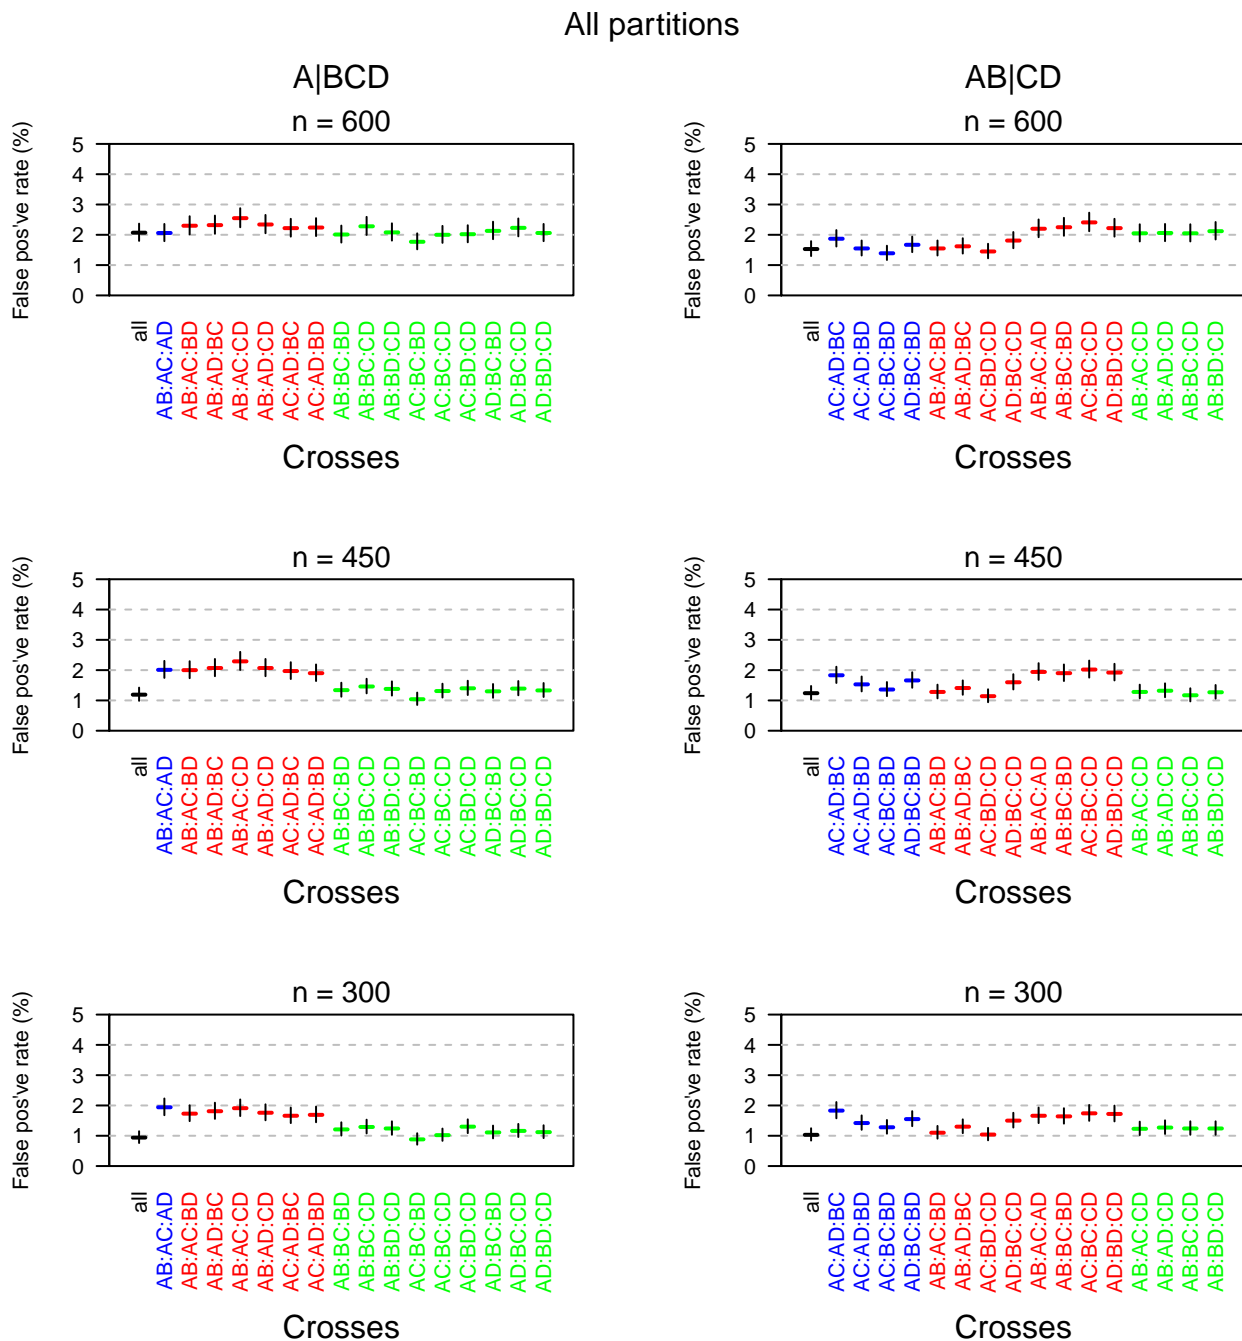 All partitions
A|BCD
n = 600
False pos've rate (%)
5
4
3
2
1
0
all
AB:AC:AD
AB:AC:BD
AB:AD:BC
AB:AC:CD
AB:AD:CD
AC:AD:BC
AC:AD:BD
AB:BC:BD
AB:BC:CD
AB:BD:CD
AC:BC:BD
AC:BC:CD
AC:BD:CD
AD:BC:BD
AD:BC:CD
AD:BD:CD
Crosses
AB|CD
n = 600
False pos've rate (%)
5
4
3
2
1
0
all
AC:AD:BC
AC:AD:BD
AC:BC:BD
AD:BC:BD
AB:AC:BD
AB:AD:BC
AC:BD:CD
AD:BC:CD
AB:AC:AD
AB:BC:BD
AC:BC:CD
AD:BD:CD
AB:AC:CD
AB:AD:CD
AB:BC:CD
AB:BD:CD
Crosses
n = 450
False pos've rate (%)
5
4
3
2
1
0
all
AB:AC:AD
AB:AC:BD
AB:AD:BC
AB:AC:CD
AB:AD:CD
AC:AD:BC
AC:AD:BD
AB:BC:BD
AB:BC:CD
AB:BD:CD
AC:BC:BD
AC:BC:CD
AC:BD:CD
AD:BC:BD
AD:BC:CD
AD:BD:CD
Crosses
n = 450
False pos've rate (%)
5
4
3
2
1
0
all
AC:AD:BC
AC:AD:BD
AC:BC:BD
AD:BC:BD
AB:AC:BD
AB:AD:BC
AC:BD:CD
AD:BC:CD
AB:AC:AD
AB:BC:BD
AC:BC:CD
AD:BD:CD
AB:AC:CD
AB:AD:CD
AB:BC:CD
AB:BD:CD
Crosses
n = 300
False pos've rate (%)
5
4
3
2
1
0
all
AB:AC:AD
AB:AC:BD
AB:AD:BC
AB:AC:CD
AB:AD:CD
AC:AD:BC
AC:AD:BD
AB:BC:BD
AB:BC:CD
AB:BD:CD
AC:BC:BD
AC:BC:CD
AC:BD:CD
AD:BC:BD
AD:BC:CD
AD:BD:CD
Crosses
n = 300
False pos've rate (%)
5
4
3
2
1
0
all
AC:AD:BC
AC:AD:BD
AC:BC:BD
AD:BC:BD
AB:AC:BD
AB:AD:BC
AC:BD:CD
AD:BC:CD
AB:AC:AD
AB:BC:BD
AC:BC:CD
AD:BD:CD
AB:AC:CD
AB:AD:CD
AB:BC:CD
AB:BD:CD
Crosses